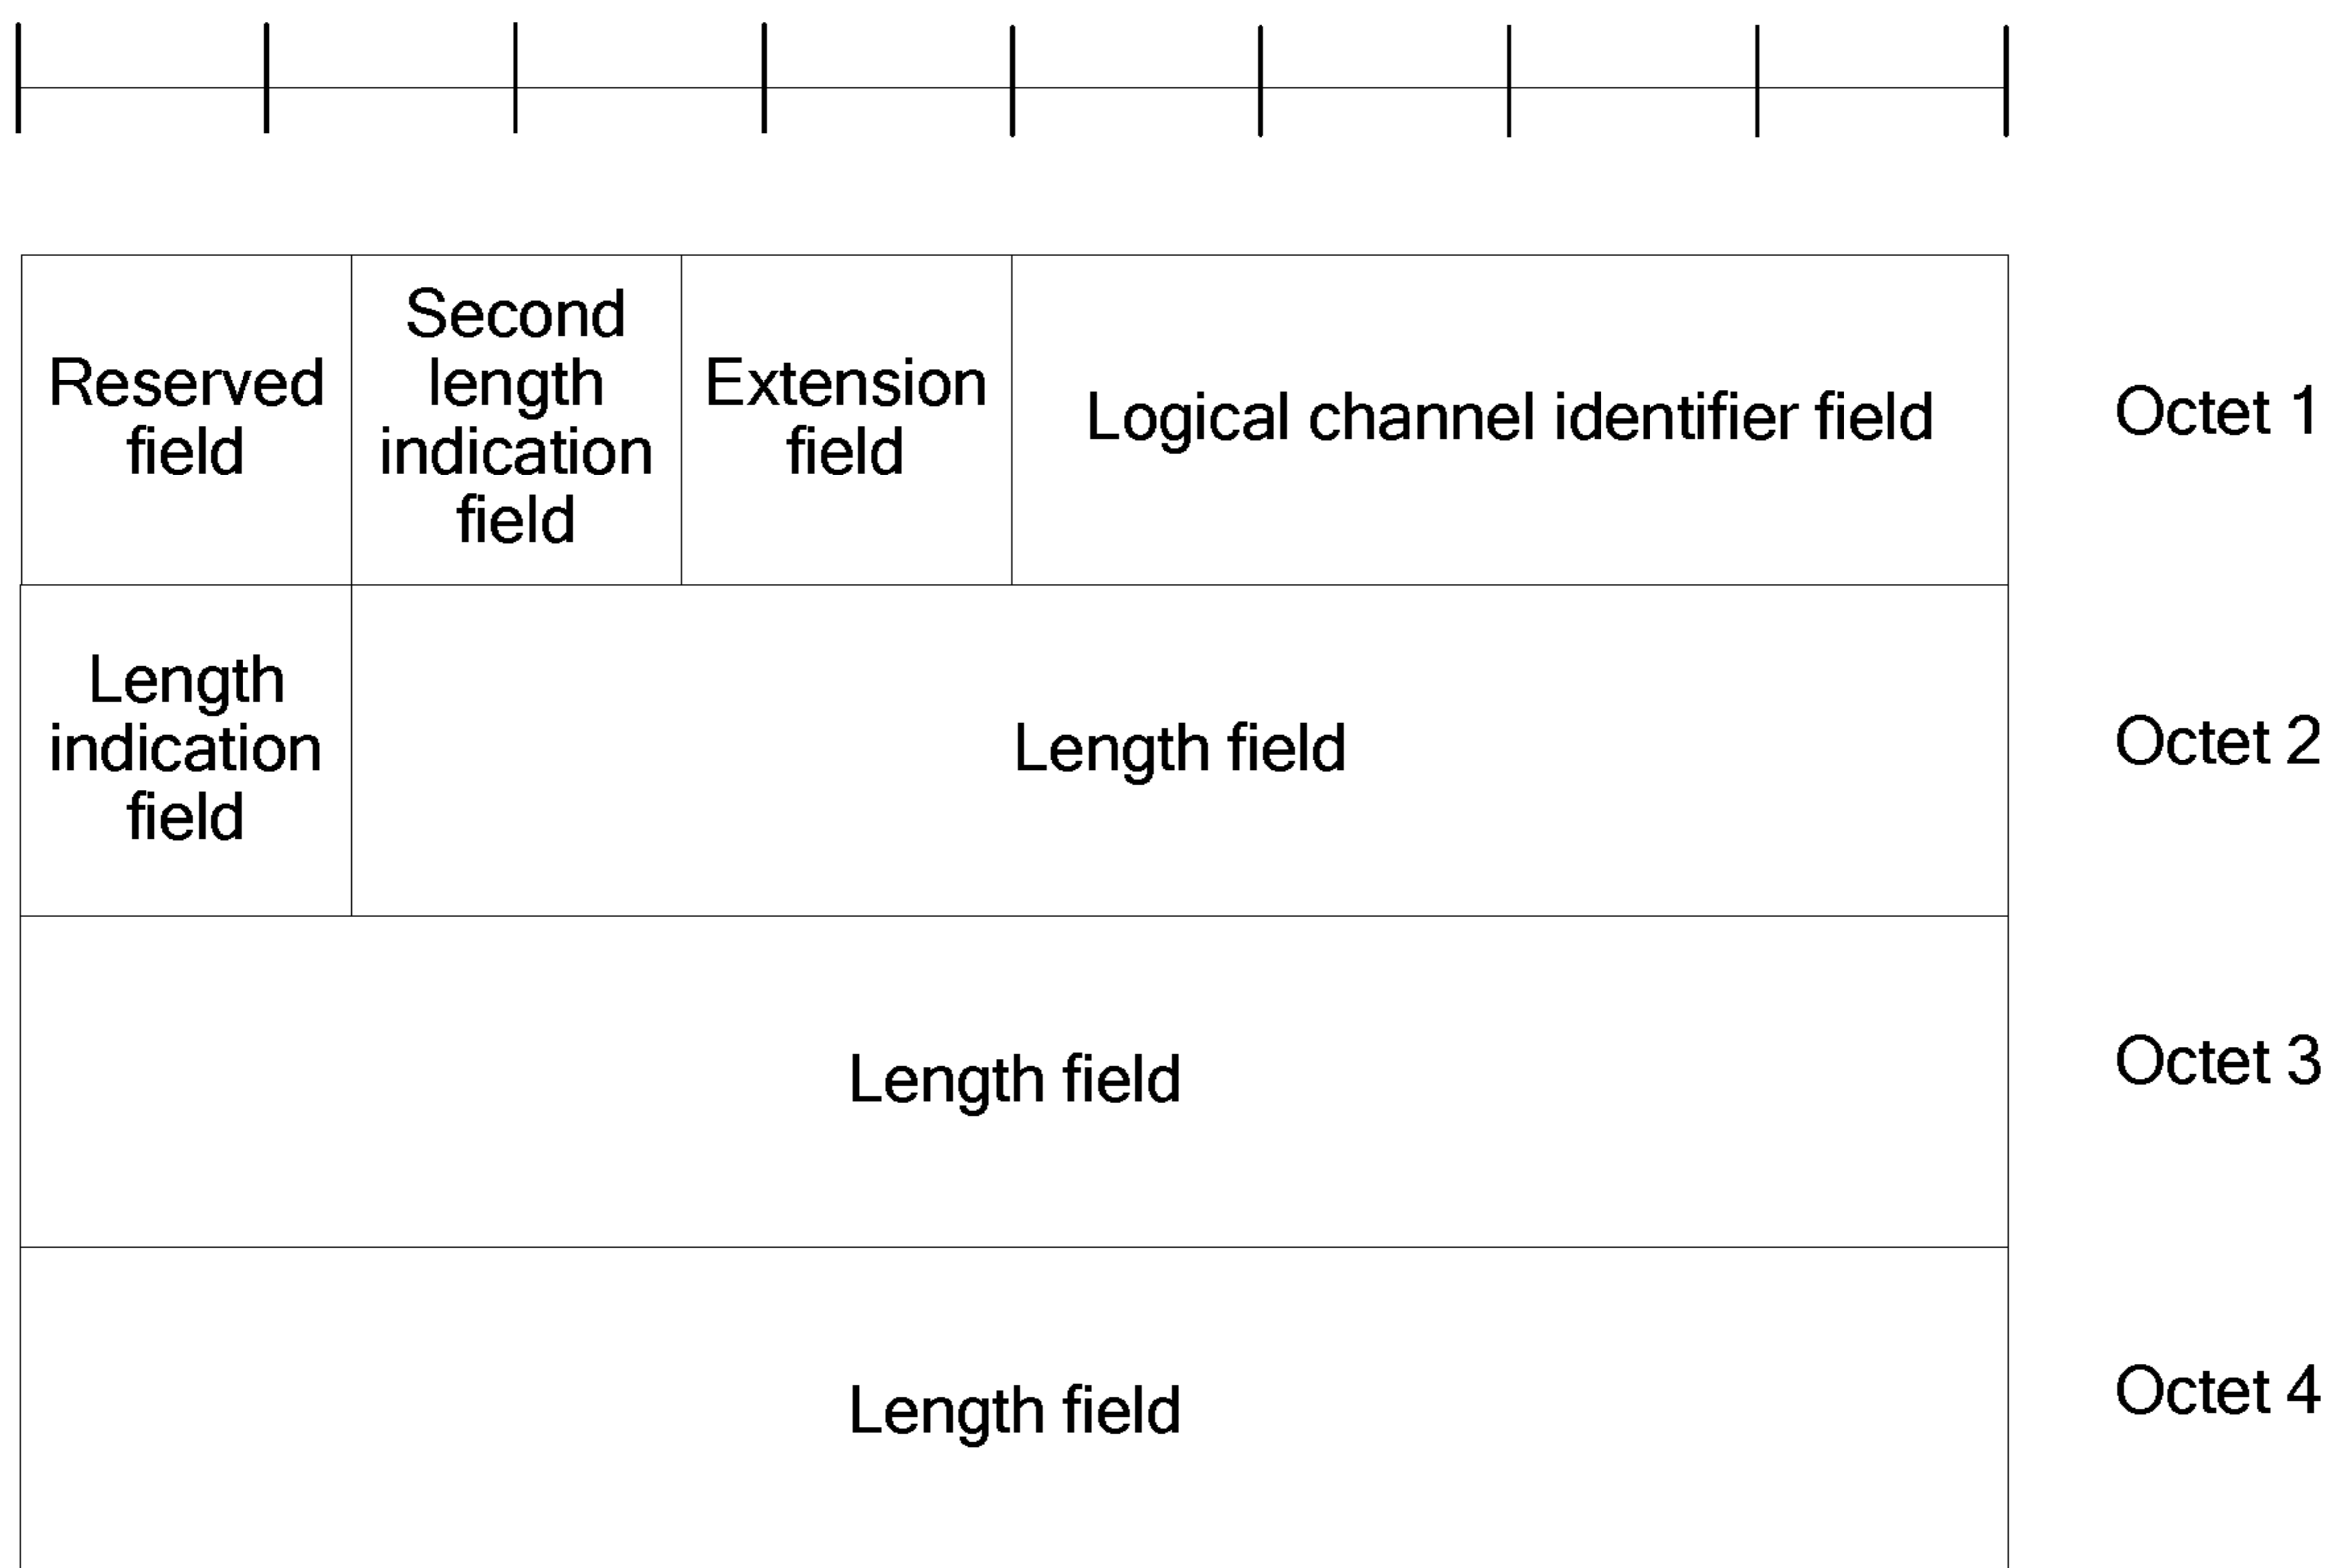 Reserved
field
Second
length
indication
field
Extension
field
Logical channel identifier field
Octet 1
Length
indication
field
Length field
Octet 2
Length field
Octet 3
Length field
Octet 4